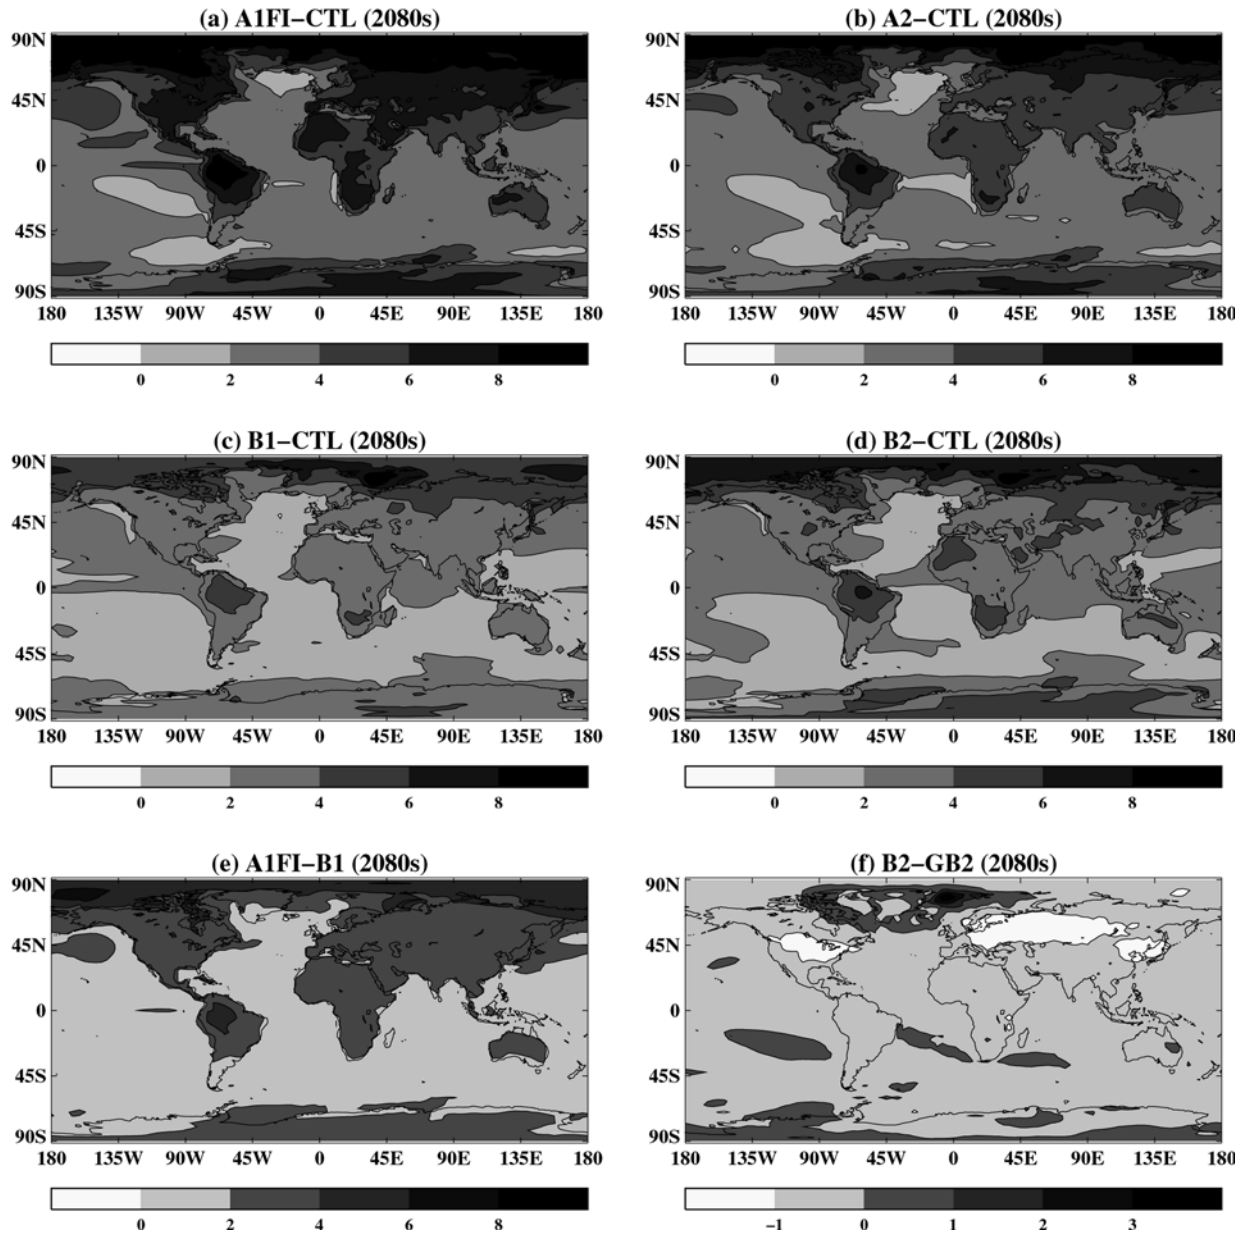 (a) A1FI−CTL (2080s)
(b) A2−CTL (2080s)
90N
45N
0
45S
90S
180 135W 90W 45W 0 45E 90E 135E 180
0 2 4 6 8
90N
45N
0
45S
90S
180 135W 90W 45W 0 45E 90E 135E 180
0 2 4 6 8
(c) B1−CTL (2080s)
(d) B2−CTL (2080s)
90N
45N
0
45S
90S
180 135W 90W 45W 0 45E 90E 135E 180
0 2 4 6 8
90N
45N
0
45S
90S
180 135W 90W 45W 0 45E 90E 135E 180
0 2 4 6 8
(e) A1FI−B1 (2080s)
(f) B2−GB2 (2080s)
90N
45N
0
45S
90S
180 135W 90W 45W 0 45E 90E 135E 180
0 2 4 6 8
90N
45N
0
45S
90S
180 135W 90W 45W 0 45E 90E 135E 180
−1 0 1 2 3